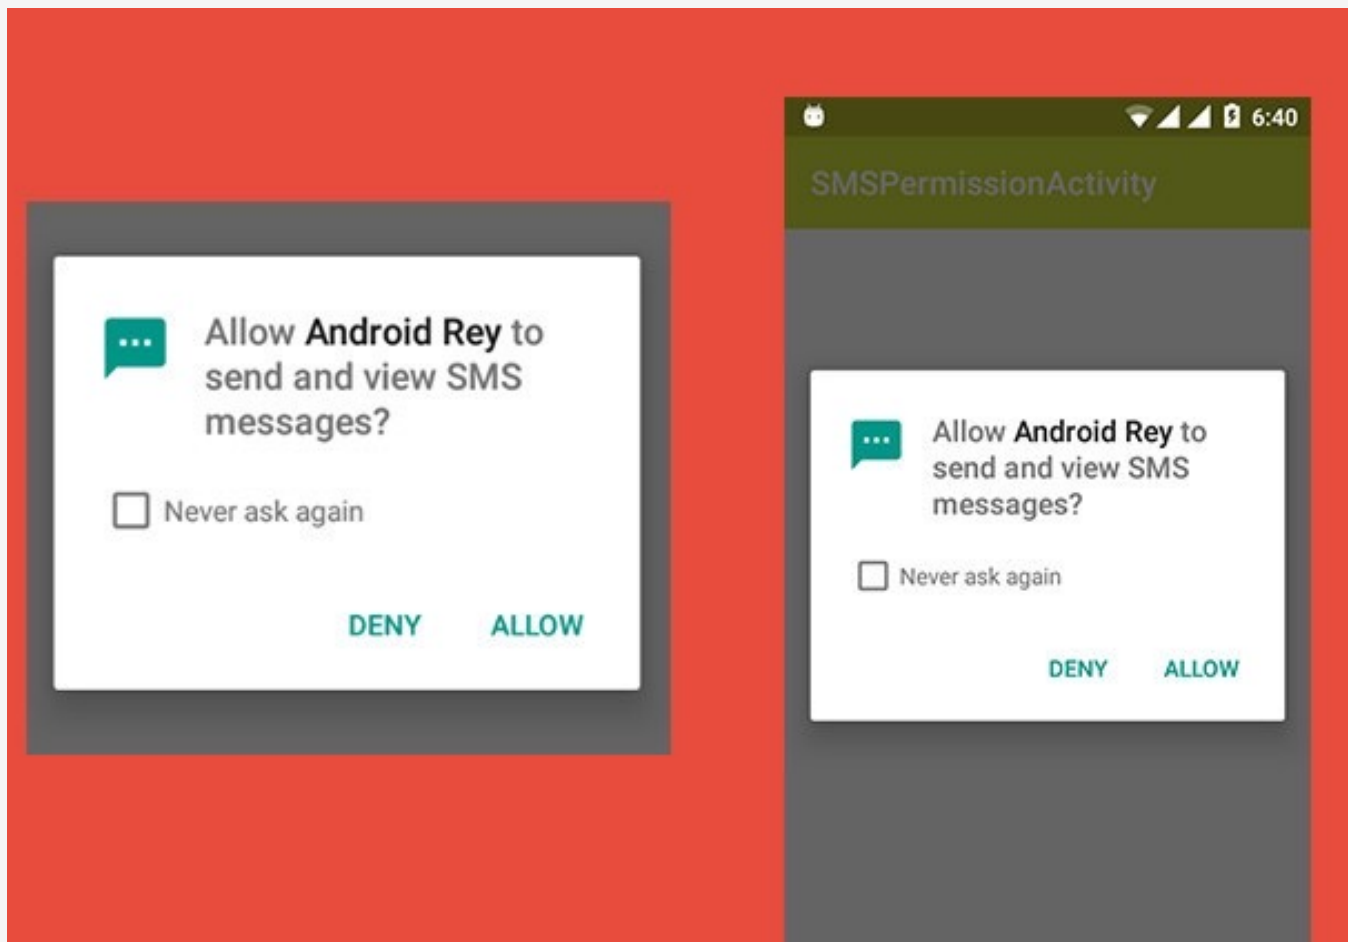 Allow Android Rey to
send and view SMS
messages?
Never ask again
DENY ALLOW
6:40
SMSPermissionActivity
Allow Android Rey to
send and view SMS
messages?
Never ask again
DENY ALLOW